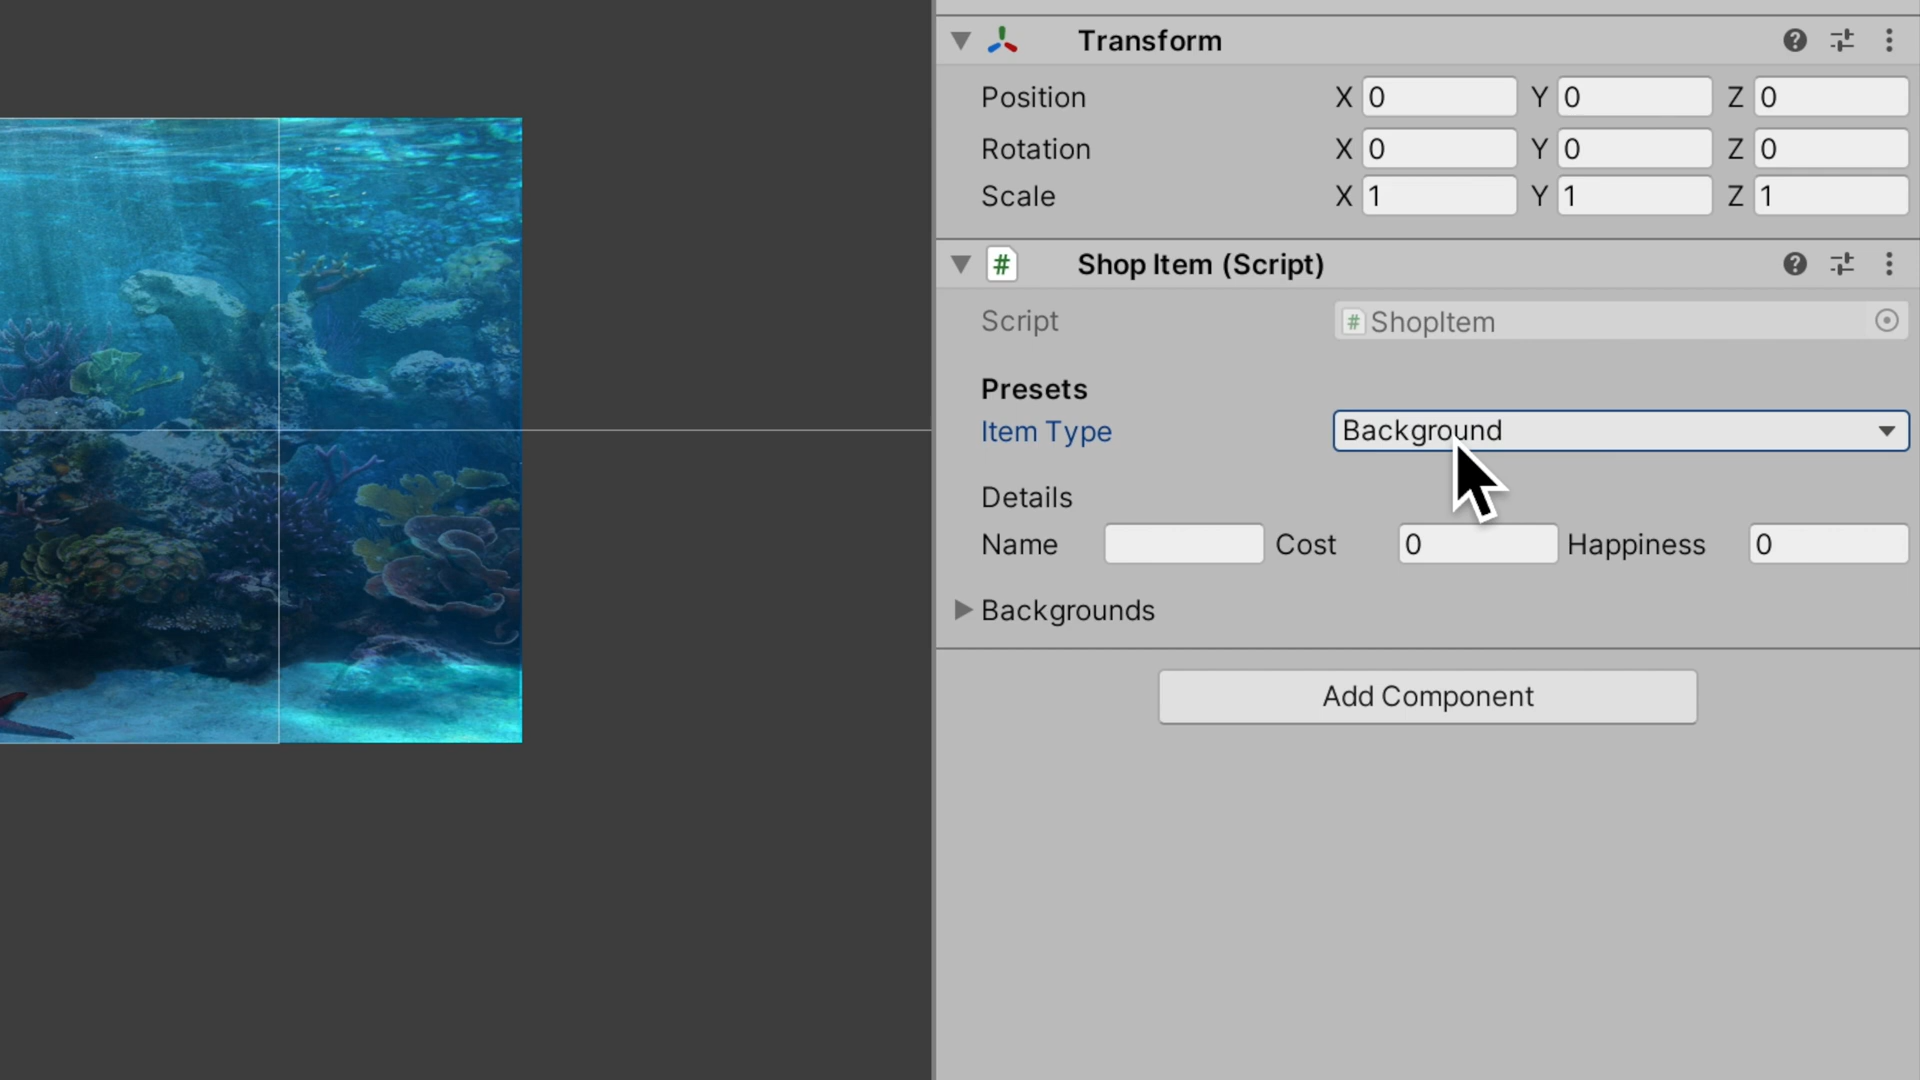 Transform
Position X 0 Y 0 Z 0
Rotation X 0 Y 0 Z 0
Scale X 1 Y 1 Z 1
# Shop Item (Script)
Script # ShopItem
Presets
Item Type Background
Details
Name Cost 0 Happiness 0
Backgrounds
Add Component